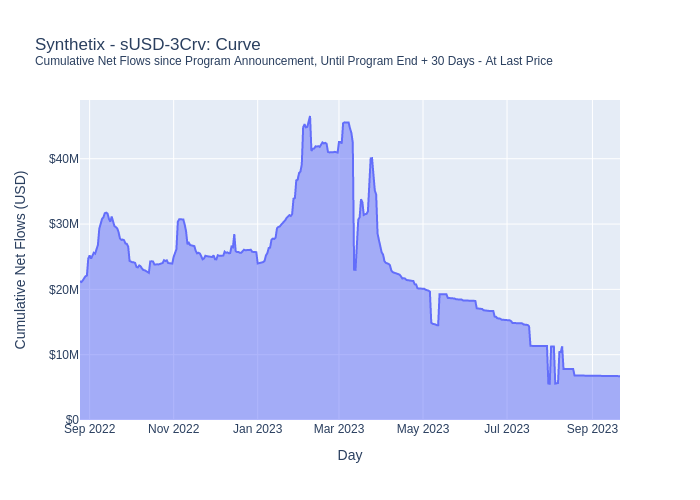 Synthetix - sUSD-3Crv: Curve
Cumulative Net Flows since Program Announcement, Until Program End + 30 Days - At Last Price
Cumulative Net Flows (USD)
$40M
$30M
$20M
$10M
$0
Sep 2022 Nov 2022 Jan 2023 Mar 2023 May 2023 Jul 2023 Sep 2023
Day